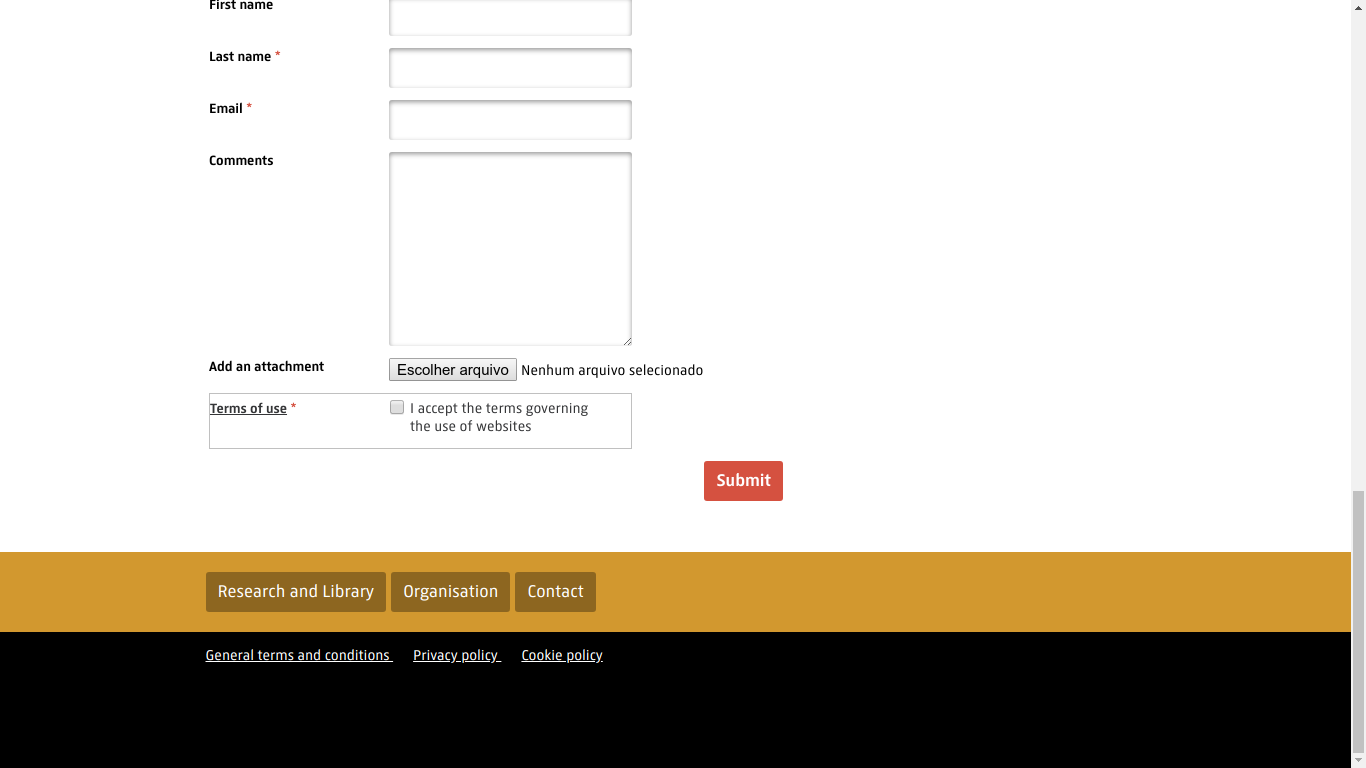 First name
Last name *
Email *
Comments
Add an attachment
Escolher arquivo Nenhum arquivo selecionado
Terms of use *
I accept the terms governing
the use of websites
Submit
Research and Library Organisation Contact
General terms and conditions Privacy policy Cookie policy